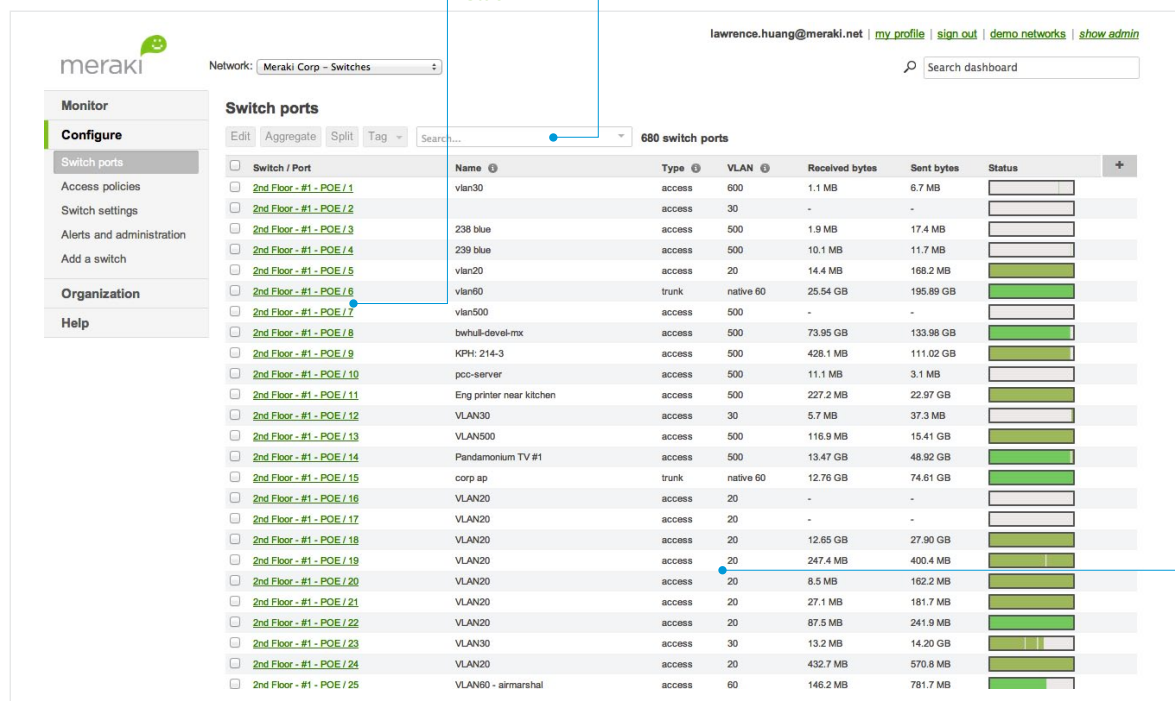 lawrence.huang@meraki.net | my profile | sign out | demo networks | show admin
meraki
Network: Meraki Corp – Switches
Search dashboard
Monitor
Configure
Switch ports
Access policies
Switch settings
Alerts and administration
Add a switch
Organization
Help
Switch ports
Edit Aggregate Split Tag Search... 680 switch ports
Switch / Port Name Type VLAN Received bytes Sent bytes Status +
2nd Floor - #1 - POE / 1 vlan30 access 600 1.1 MB 6.7 MB
2nd Floor - #1 - POE / 2 access 30 - -
2nd Floor - #1 - POE / 3 238 blue access 500 1.9 MB 17.4 MB
2nd Floor - #1 - POE / 4 239 blue access 500 10.1 MB 11.7 MB
2nd Floor - #1 - POE / 5 vlan20 access 20 14.4 MB 168.2 MB
2nd Floor - #1 - POE / 6 vlan60 trunk native 60 25.54 GB 195.89 GB
2nd Floor - #1 - POE / 7 vlan500 access 500 - -
2nd Floor - #1 - POE / 8 bwhull-devel-mx access 500 73.95 GB 133.98 GB
2nd Floor - #1 - POE / 9 KPH: 214-3 access 500 428.1 MB 111.02 GB
2nd Floor - #1 - POE / 10 pcc-server access 500 11.1 MB 3.1 MB
2nd Floor - #1 - POE / 11 Eng printer near kitchen access 500 227.2 MB 22.97 GB
2nd Floor - #1 - POE / 12 VLAN30 access 30 5.7 MB 37.3 MB
2nd Floor - #1 - POE / 13 VLAN500 access 500 116.9 MB 15.41 GB
2nd Floor - #1 - POE / 14 Pandamonium TV #1 access 500 13.47 GB 48.92 GB
2nd Floor - #1 - POE / 15 corp ap trunk native 60 12.76 GB 74.61 GB
2nd Floor - #1 - POE / 16 VLAN20 access 20 - -
2nd Floor - #1 - POE / 17 VLAN20 access 20 - -
2nd Floor - #1 - POE / 18 VLAN20 access 20 12.65 GB 27.90 GB
2nd Floor - #1 - POE / 19 VLAN20 access 20 247.4 MB 400.4 MB
2nd Floor - #1 - POE / 20 VLAN20 access 20 8.5 MB 162.2 MB
2nd Floor - #1 - POE / 21 VLAN20 access 20 27.1 MB 181.7 MB
2nd Floor - #1 - POE / 22 VLAN20 access 20 87.5 MB 241.9 MB
2nd Floor - #1 - POE / 23 VLAN30 access 30 13.2 MB 14.20 GB
2nd Floor - #1 - POE / 24 VLAN20 access 20 432.7 MB 570.8 MB
2nd Floor - #1 - POE / 25 VLAN60 - airmarshal access 60 146.2 MB 781.7 MB